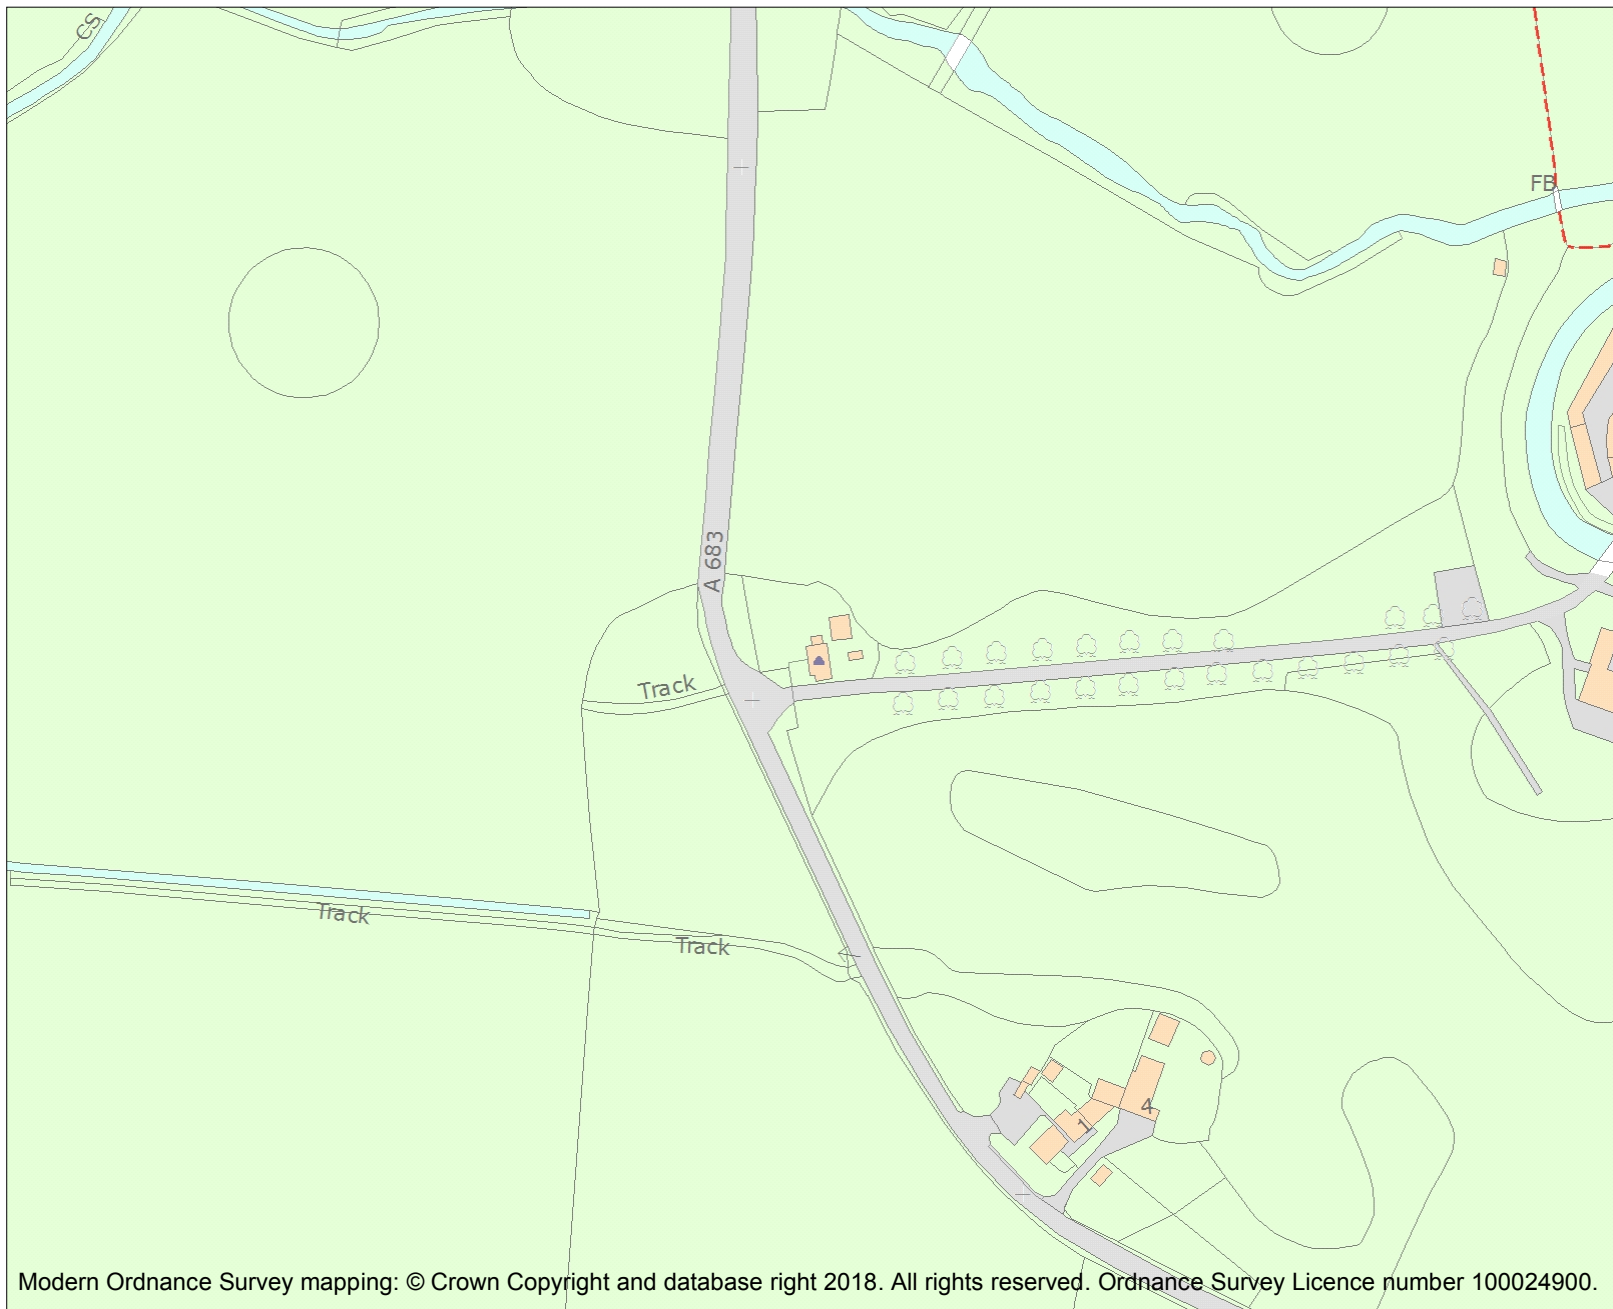 CS
FB
A 683
Track
Track
Track
4
1
Modern Ordnance Survey mapping: © Crown Copyright and database right 2018. All rights reserved. Ordnance Survey Licence number 100024900.